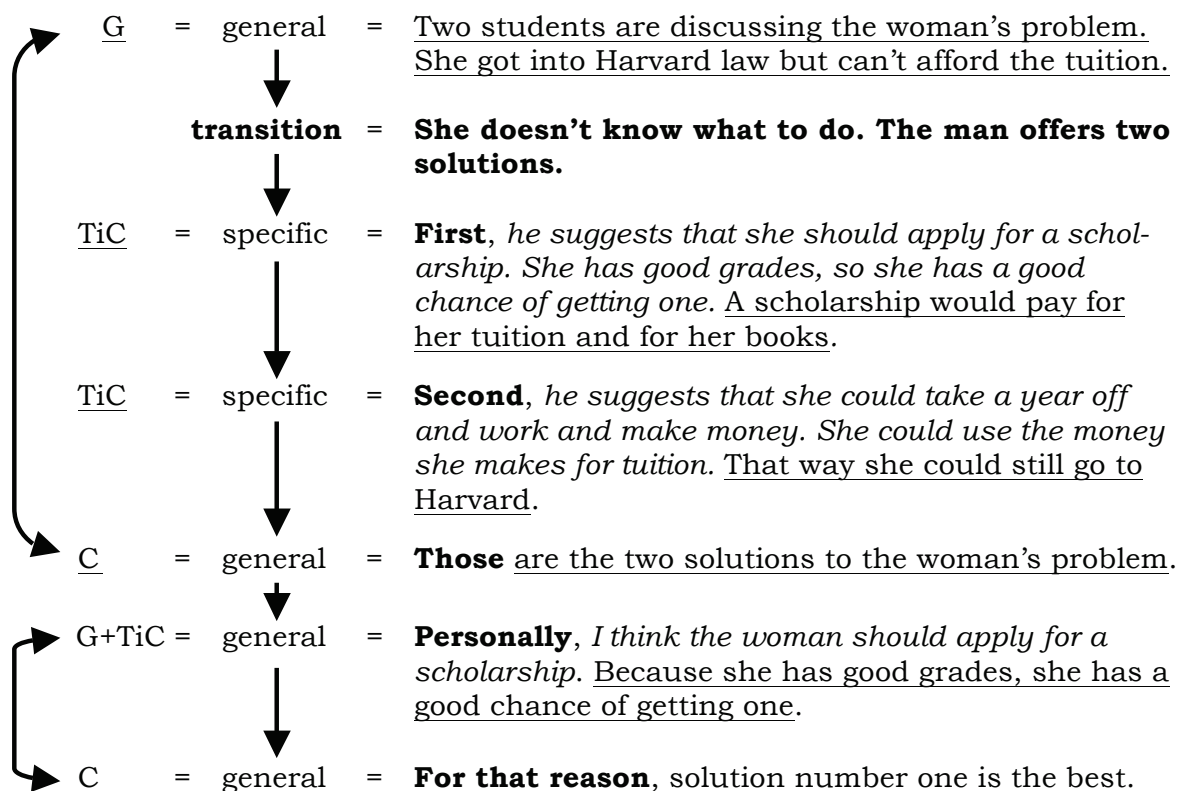 G = general = Two students are discussing the woman’s problem.
She got into Harvard law but can’t afford the tuition.
transition = She doesn’t know what to do. The man offers two
solutions.
TiC = specific = First, he suggests that she should apply for a schol-
arship. She has good grades, so she has a good
chance of getting one. A scholarship would pay for
her tuition and for her books.
TiC = specific = Second, he suggests that she could take a year off
and work and make money. She could use the money
she makes for tuition. That way she could still go to
Harvard.
C = general = Those are the two solutions to the woman’s problem.
G+TiC = general = Personally, I think the woman should apply for a
scholarship. Because she has good grades, she has a
good chance of getting one.
C = general = For that reason, solution number one is the best.